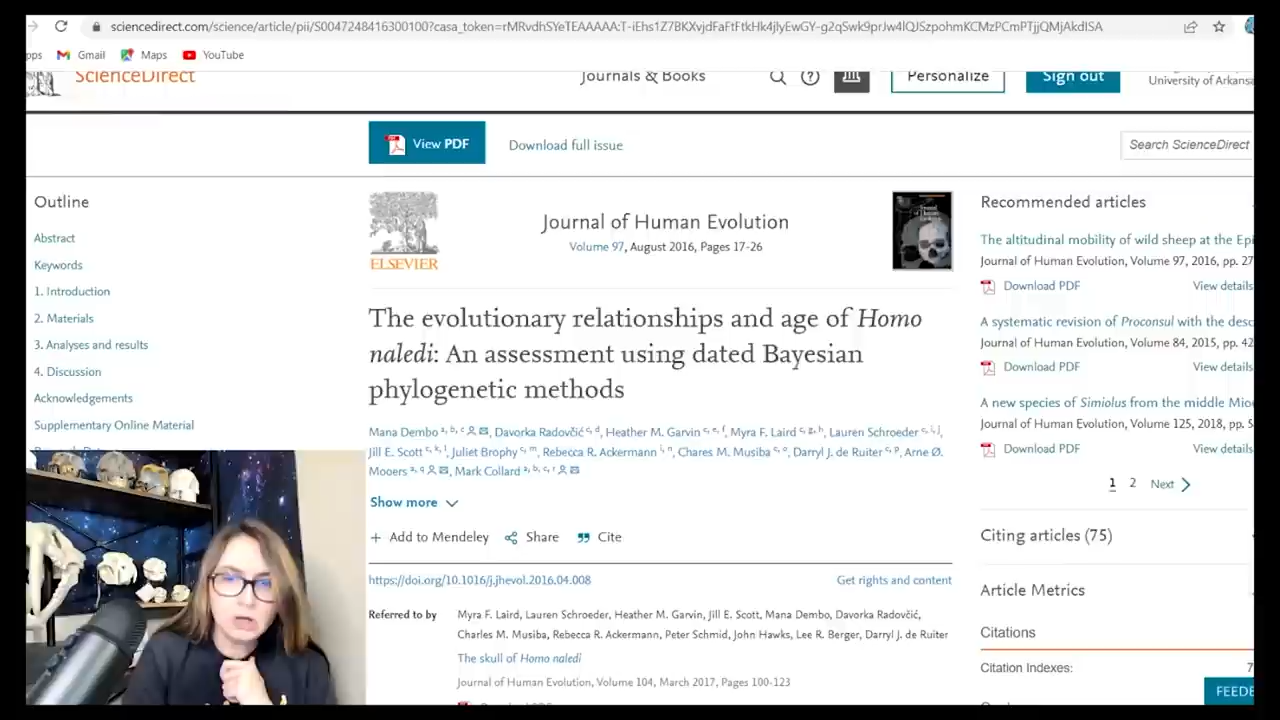 sciencedirect.com/science/article/pii/S0047248416300100?casa_token=rMRvdhSYeTEAAAAA:T-iEhs1Z7BKXvjdFaFtFtkHk4jlyEwGY-g2qSwk9prJw4lQJSzpohmKCMzPCmPTjjQMjAkdISA
pps Gmail Maps YouTube
ScienceDirect Journals & Books Personalize Sign out University of Arkansa
View PDF Download full issue Search ScienceDirect
Outline
Abstract
Keywords
1. Introduction
2. Materials
3. Analyses and results
4. Discussion
Acknowledgements
Supplementary Online Material
ELSEVIER
Journal of Human Evolution
Volume 97, August 2016, Pages 17-26
The evolutionary relationships and age of Homo
naledi: An assessment using dated Bayesian
phylogenetic methods
Mana Dembo a, b, c, Davorka Radovčić c, d, Heather M. Garvin c, e, f, Myra F. Laird c, g, h, Lauren Schroeder c, i, j,
Jill E. Scott c, k, l, Juliet Brophy c, m, Rebecca R. Ackermann i, n, Chares M. Musiba c, o, Darryl J. de Ruiter c, p, Arne Ø.
Mooers a, q, Mark Collard a, b, c, r
Show more
+ Add to Mendeley Share Cite
https://doi.org/10.1016/j.jhevol.2016.04.008 Get rights and content
Referred to by Myra F. Laird, Lauren Schroeder, Heather M. Garvin, Jill E. Scott, Mana Dembo, Davorka Radovčić,
Charles M. Musiba, Rebecca R. Ackermann, Peter Schmid, John Hawks, Lee R. Berger, Darryl J. de Ruiter
The skull of Homo naledi
Journal of Human Evolution, Volume 104, March 2017, Pages 100-123
Recommended articles
The altitudinal mobility of wild sheep at the Epi
Journal of Human Evolution, Volume 97, 2016, pp. 27
Download PDF View details
A systematic revision of Proconsul with the desc
Journal of Human Evolution, Volume 84, 2015, pp. 42
Download PDF View details
A new species of Simiolus from the middle Mio
Journal of Human Evolution, Volume 125, 2018, pp. 5
Download PDF View details
1 2 Next
Citing articles (75)
Article Metrics
Citations
Citation Indexes: 7
FEEDB